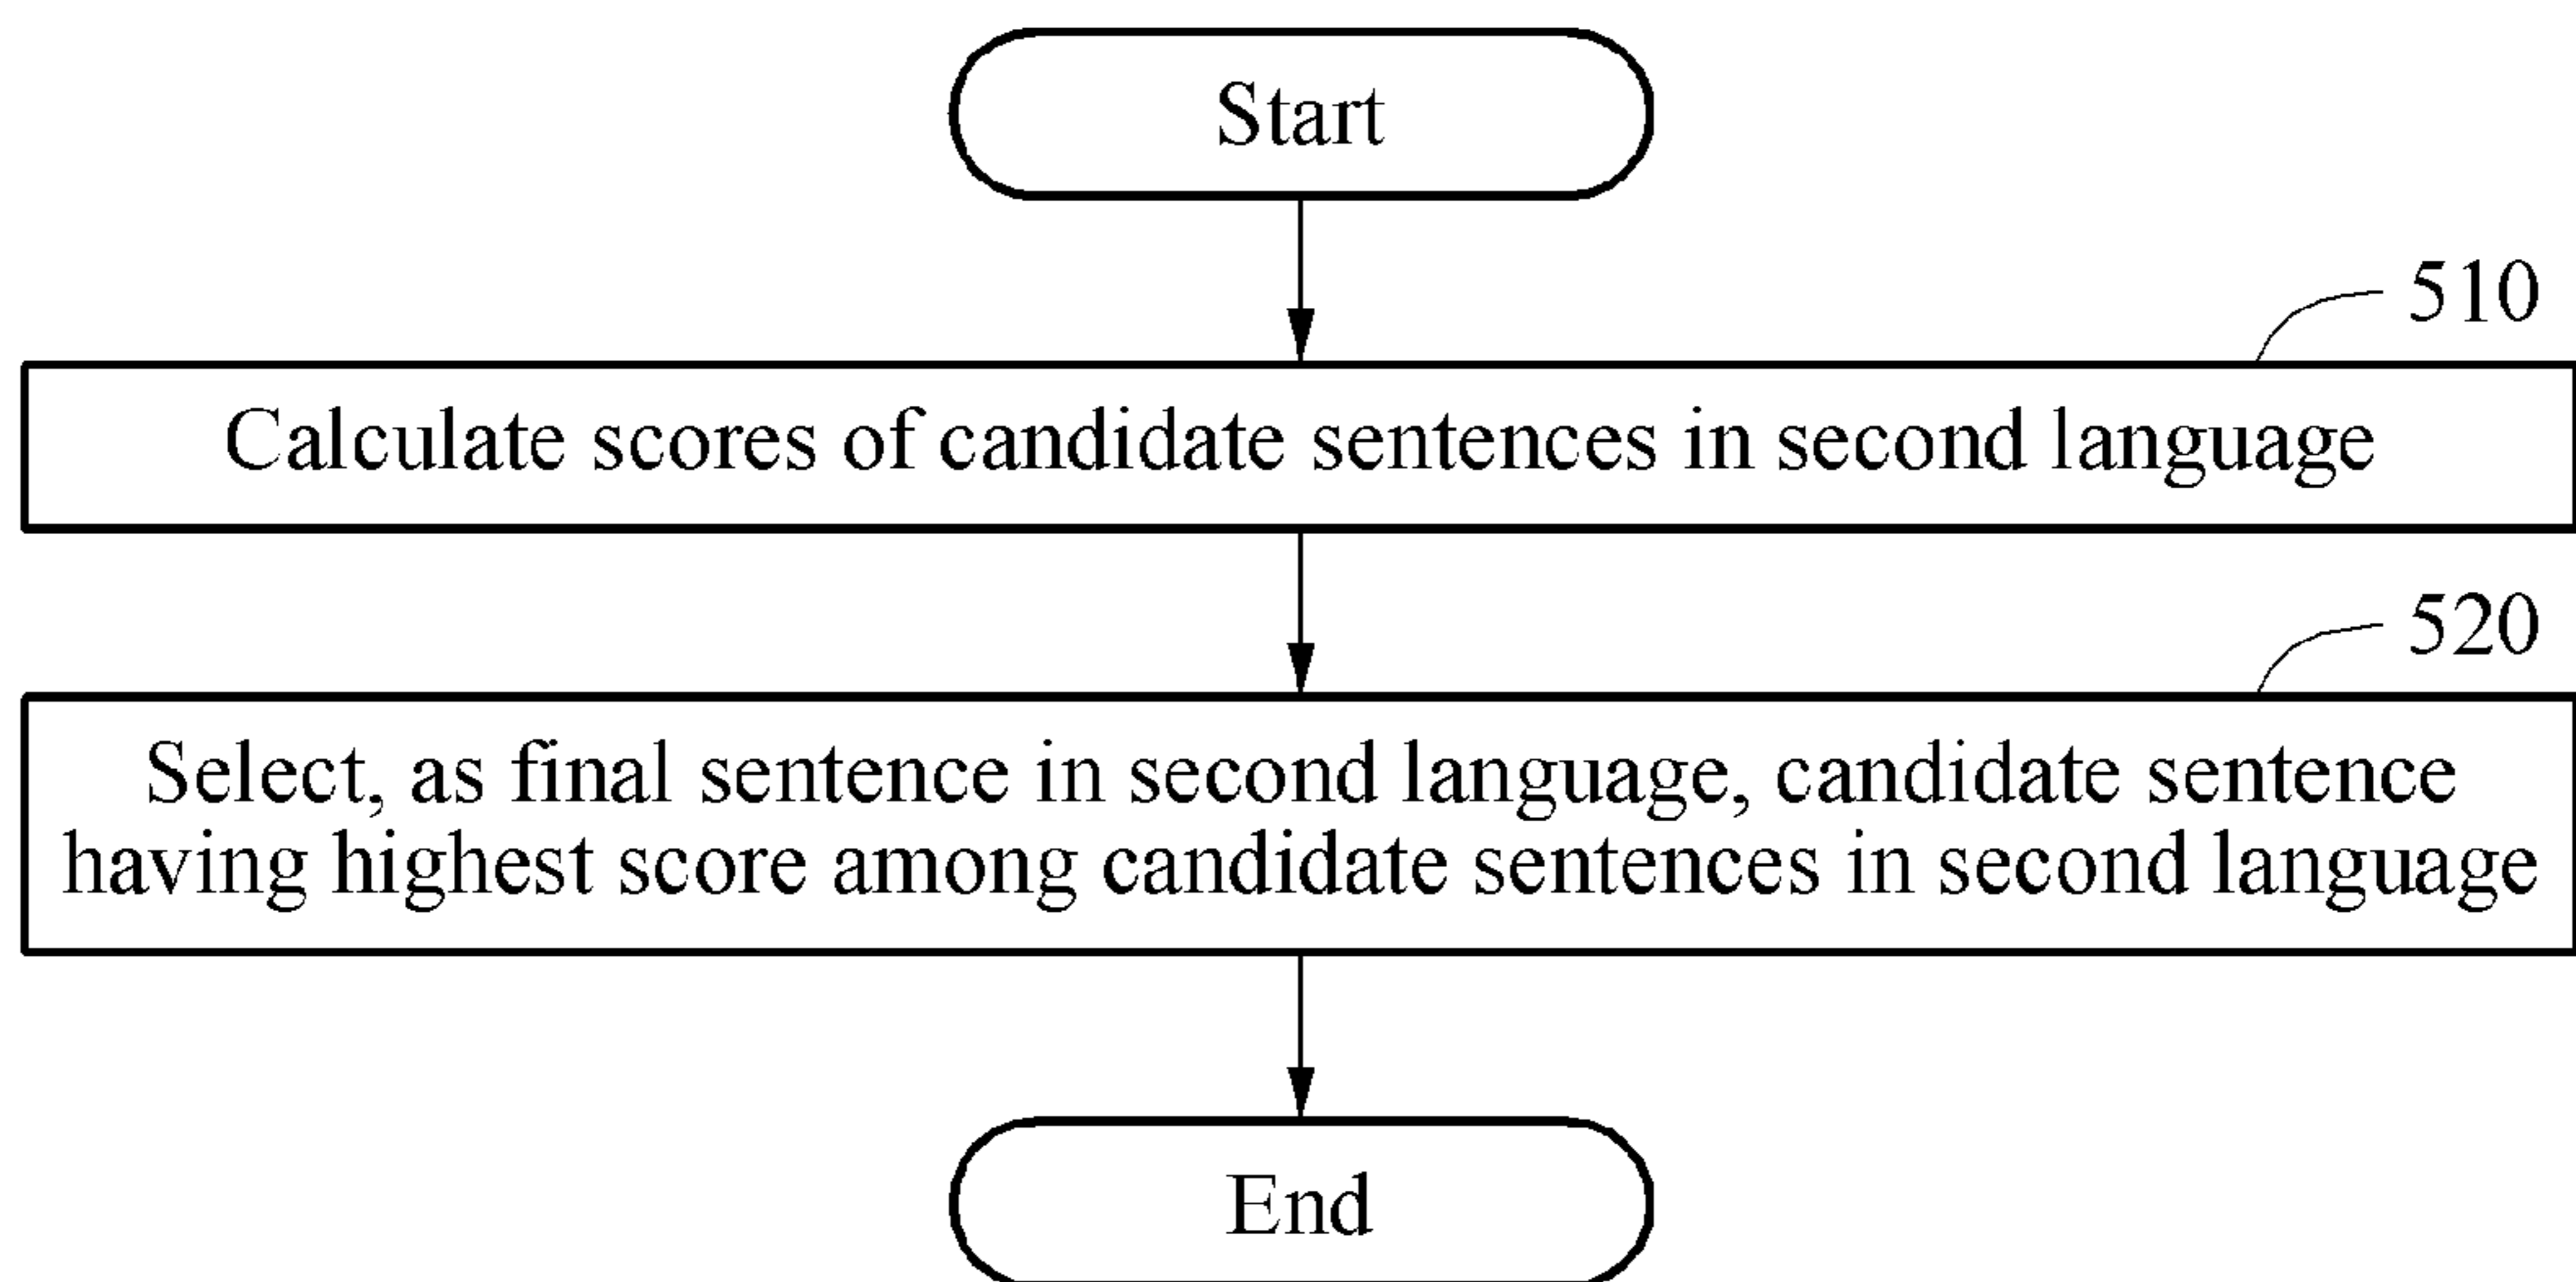 Start
510
Calculate scores of candidate sentences in second language
520
Select, as final sentence in second language, candidate sentence
having highest score among candidate sentences in second language
End